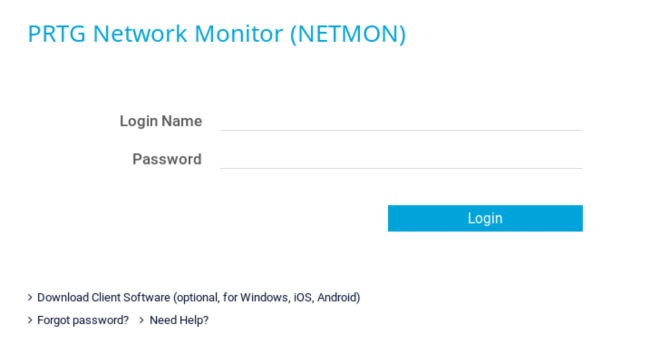 PRTG Network Monitor (NETMON)
Login Name
Password
Login
Download Client Software (optional, for Windows, iOS, Android)
Forgot password? Need Help?